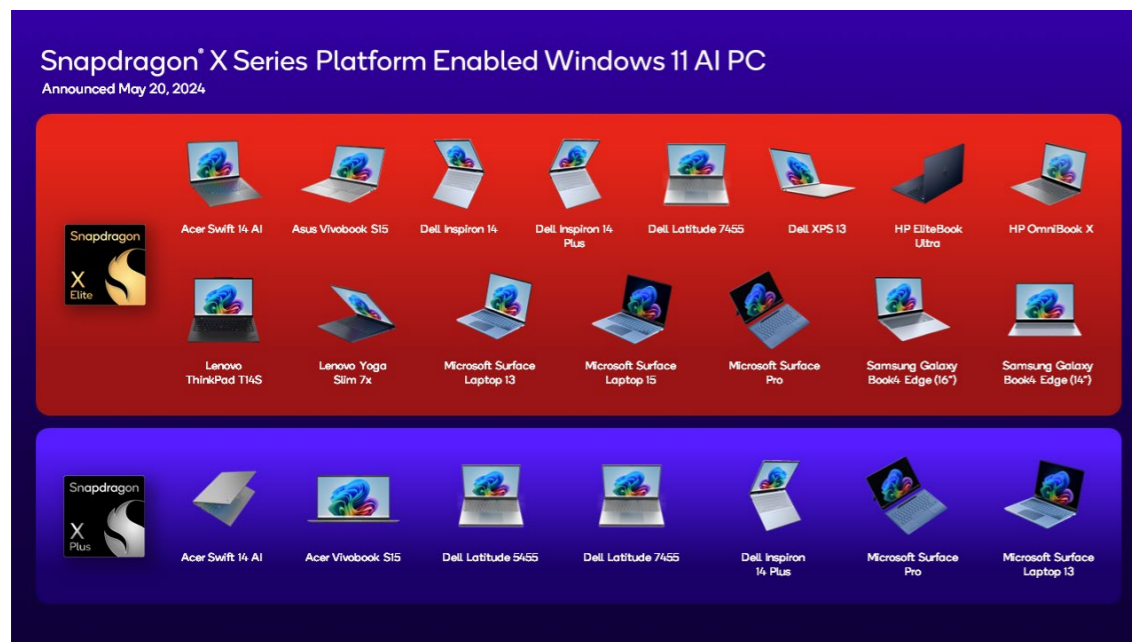 Snapdragon® X Series Platform Enabled Windows 11 AI PC
Announced May 20, 2024
Snapdragon
X
Elite
Acer Swift 14 AI
Asus Vivobook S15
Dell Inspiron 14
Dell Inspiron 14
Plus
Dell Latitude 7455
Dell XPS 13
HP EliteBook
Ultra
HP OmniBook X
Lenovo
ThinkPad T14S
Lenovo Yoga
Slim 7x
Microsoft Surface
Laptop 13
Microsoft Surface
Laptop 15
Microsoft Surface
Pro
Samsung Galaxy
Book4 Edge (16")
Samsung Galaxy
Book4 Edge (14")
Snapdragon
X
Plus
Acer Swift 14 AI
Acer Vivobook S15
Dell Latitude 5455
Dell Latitude 7455
Dell Inspiron
14 Plus
Microsoft Surface
Pro
Microsoft Surface
Laptop 13